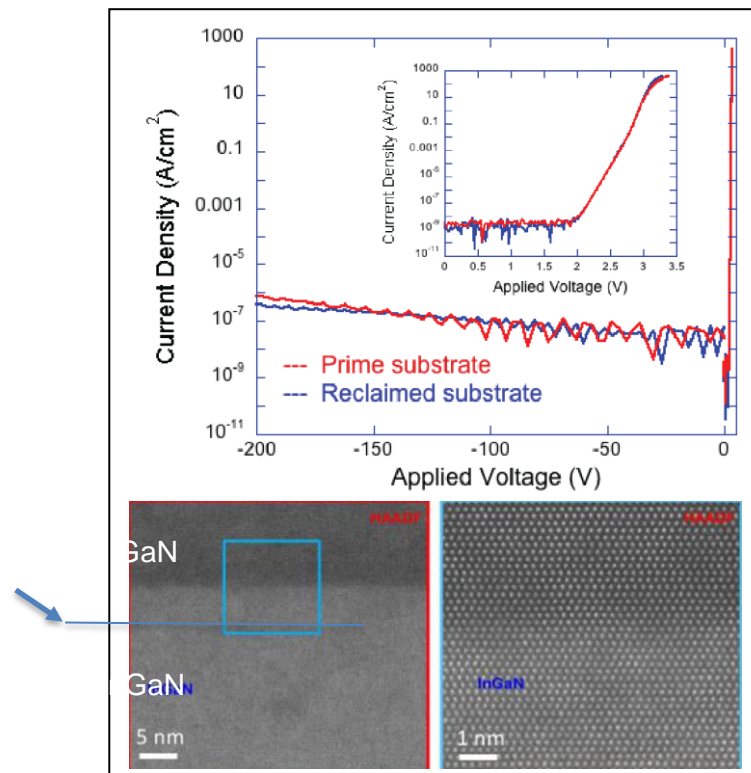 1000
10
0.1
0.001
10⁻⁵
10⁻⁷
10⁻⁹
10⁻¹¹
Current Density (A/cm²)
-200
-150
-100
-50
0
Applied Voltage (V)
1000
10
0.1
0.001
10⁻⁵
10⁻⁷
10⁻⁹
10⁻¹¹
Current Density (A/cm²)
0
0.5
1
1.5
2
2.5
3
3.5
Applied Voltage (V)
Prime substrate
Reclaimed substrate
HAADF
GaN
GaN
5 nm
HAADF
InGaN
1 nm